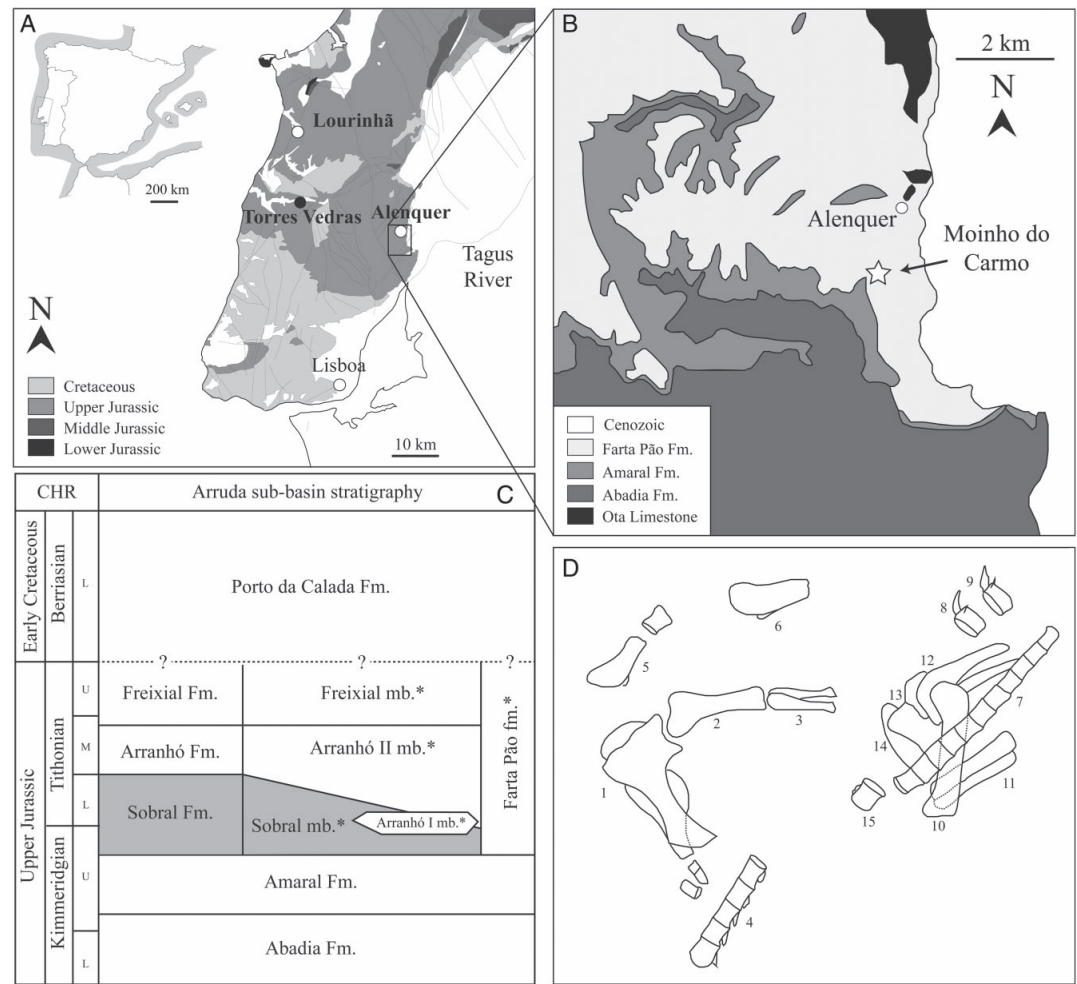 A
200 km
Lourinhã
Torres Vedras
Alenquer
Tagus
River
N
Lisboa
Cretaceous
Upper Jurassic
Middle Jurassic
Lower Jurassic
10 km
B
2 km
N
Alenquer
Moinho do
Carmo
Cenozoic
Farta Pão Fm.
Amaral Fm.
Abadia Fm.
Ota Limestone
CHR
Arruda sub-basin stratigraphy
C
Early Cretaceous
Berriasian
L
Porto da Calada Fm.
?
?
?
Upper Jurassic
Tithonian
U
Freixial Fm.
Freixial mb.*
Farta Pão fm.*
M
Arranhó Fm.
Arranhó II mb.*
L
Sobral Fm.
Sobral mb.*
Arranhó I mb.*
Kimmeridgian
U
Amaral Fm.
L
Abadia Fm.
D
1
2
3
4
5
6
7
8
9
10
11
12
13
14
15